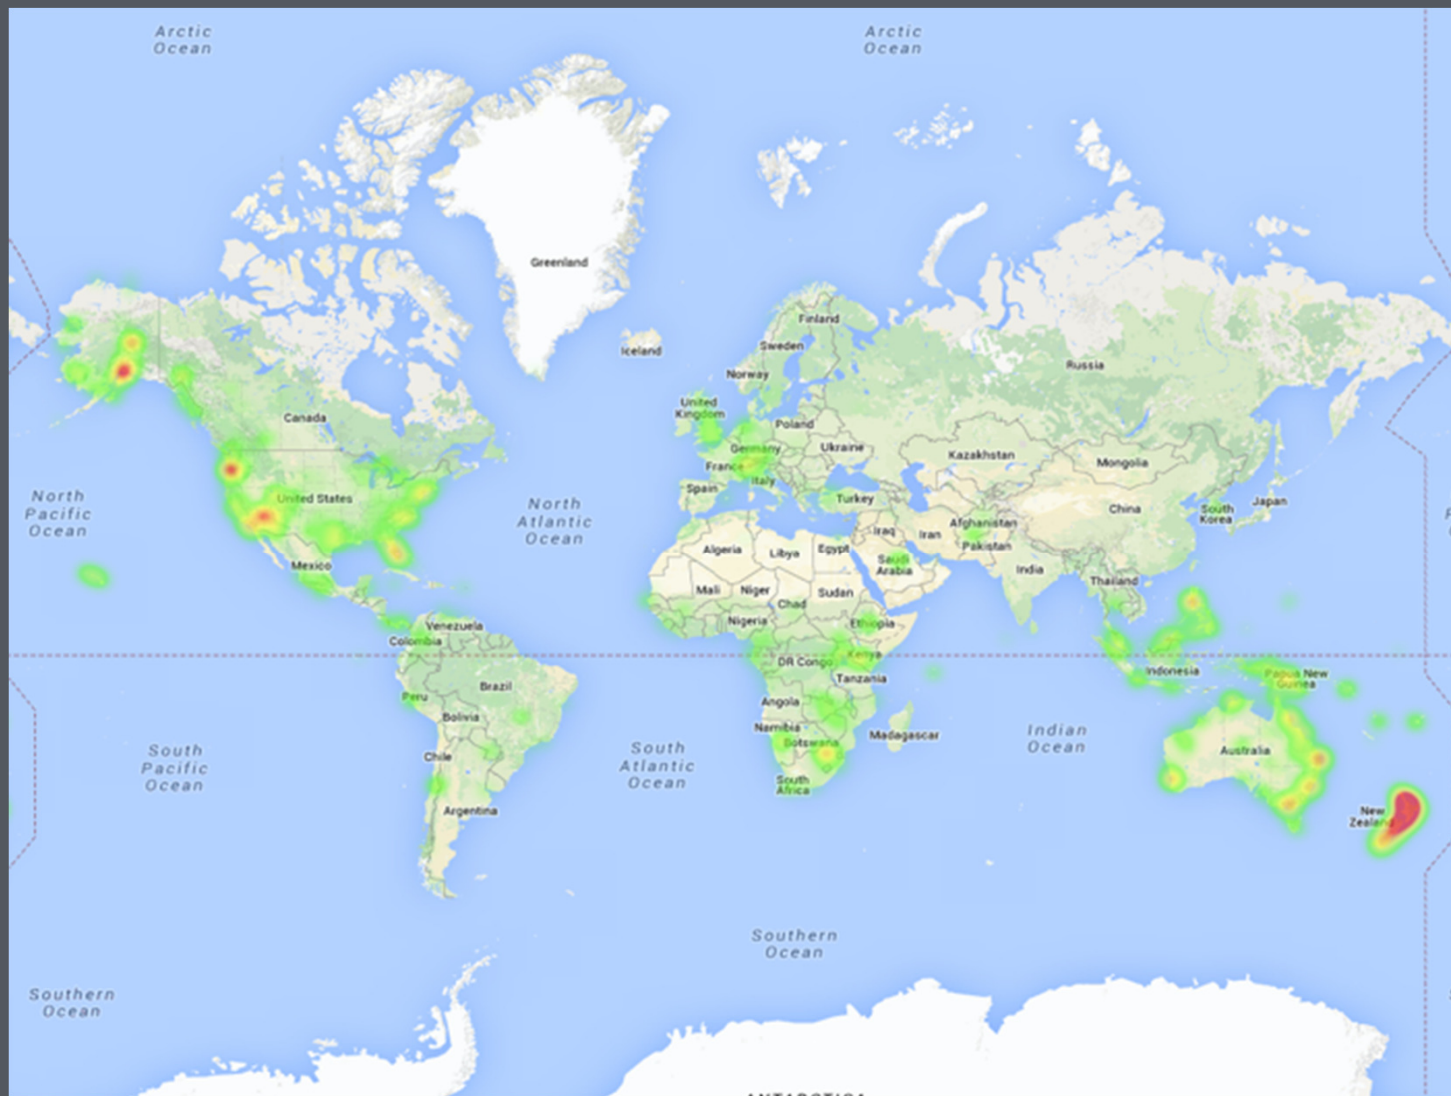 Arctic
Ocean
Arctic
Ocean
Greenland
Finland
Iceland
Sweden
Russia
Norway
United
Kingdom
Canada
Poland
Germany
Ukraine
Kazakhstan
Mongolia
France
Italy
Spain
United States
Turkey
Japan
North
Pacific
Ocean
North
Atlantic
Ocean
China
South
Korea
Afghanistan
Iraq
Iran
Pakistan
Algeria
Libya
Egypt
Saudi
Arabia
Mexico
India
Thailand
Mali
Niger
Sudan
Chad
Nigeria
Ethiopia
Venezuela
Colombia
Kenya
DR Congo
Indonesia
Papua New
Guinea
Tanzania
Brazil
Peru
Angola
Bolivia
Namibia
Botswana
Madagascar
Indian
Ocean
Australia
South
Pacific
Ocean
South
Atlantic
Ocean
Chile
South
Africa
Argentina
New
Zealand
Southern
Ocean
Southern
Ocean